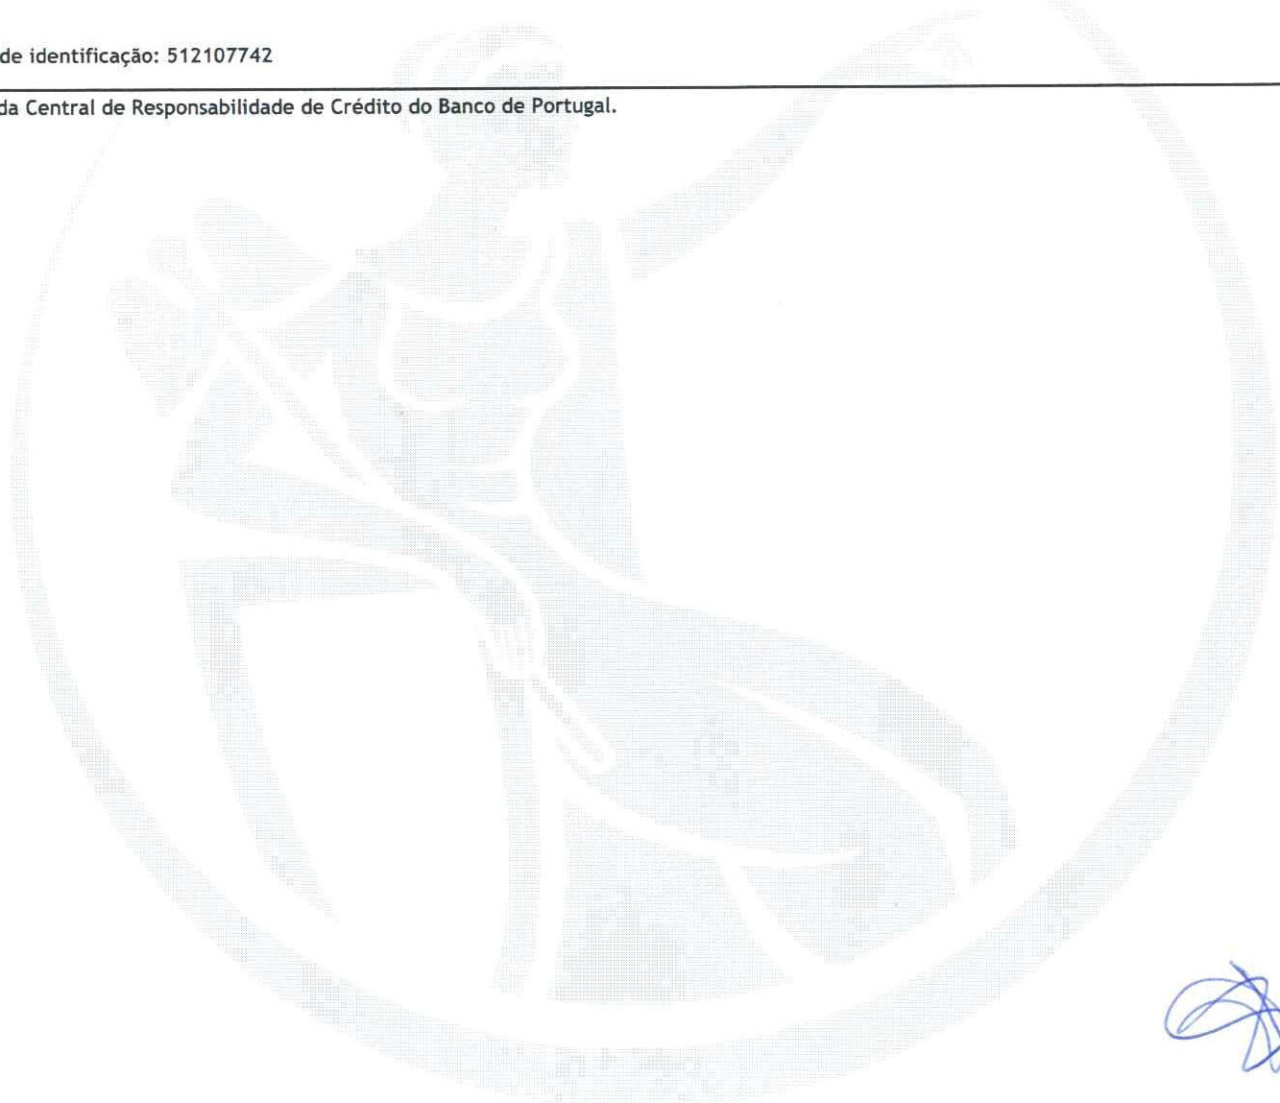 de identificação: 512107742
da Central de Responsabilidade de Crédito do Banco de Portugal.